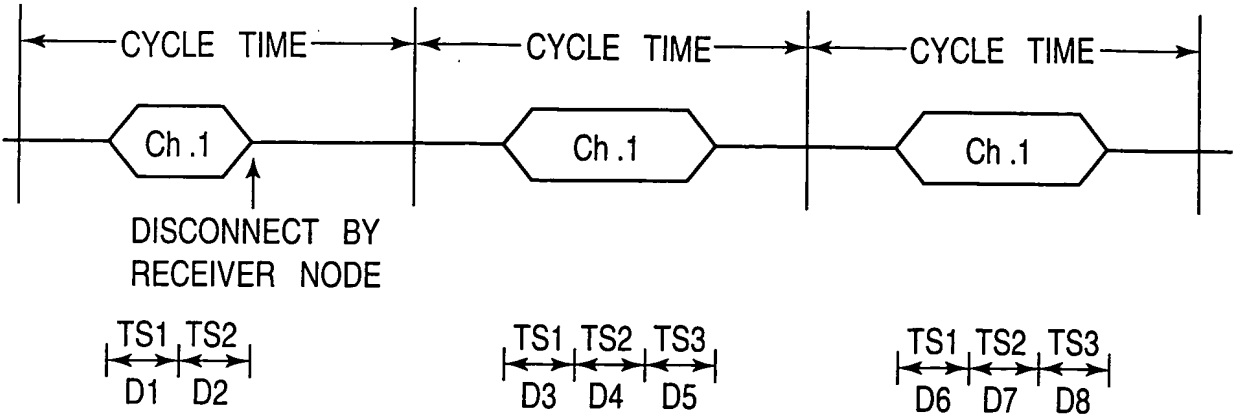 CYCLE TIME CYCLE TIME CYCLE TIME
Ch.1 Ch.1 Ch.1
DISCONNECT BY
RECEIVER NODE
TS1 TS2 TS1 TS2 TS3 TS1 TS2 TS3
D1 D2 D3 D4 D5 D6 D7 D8